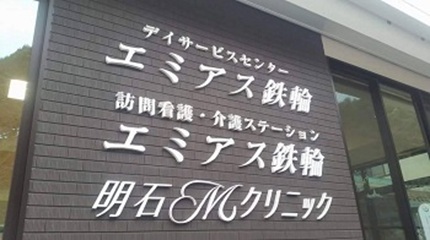 デイサービスセンター
エミアス鉄輪
訪問看護・介護ステーション
エミアス鉄輪
明石Mクリニック